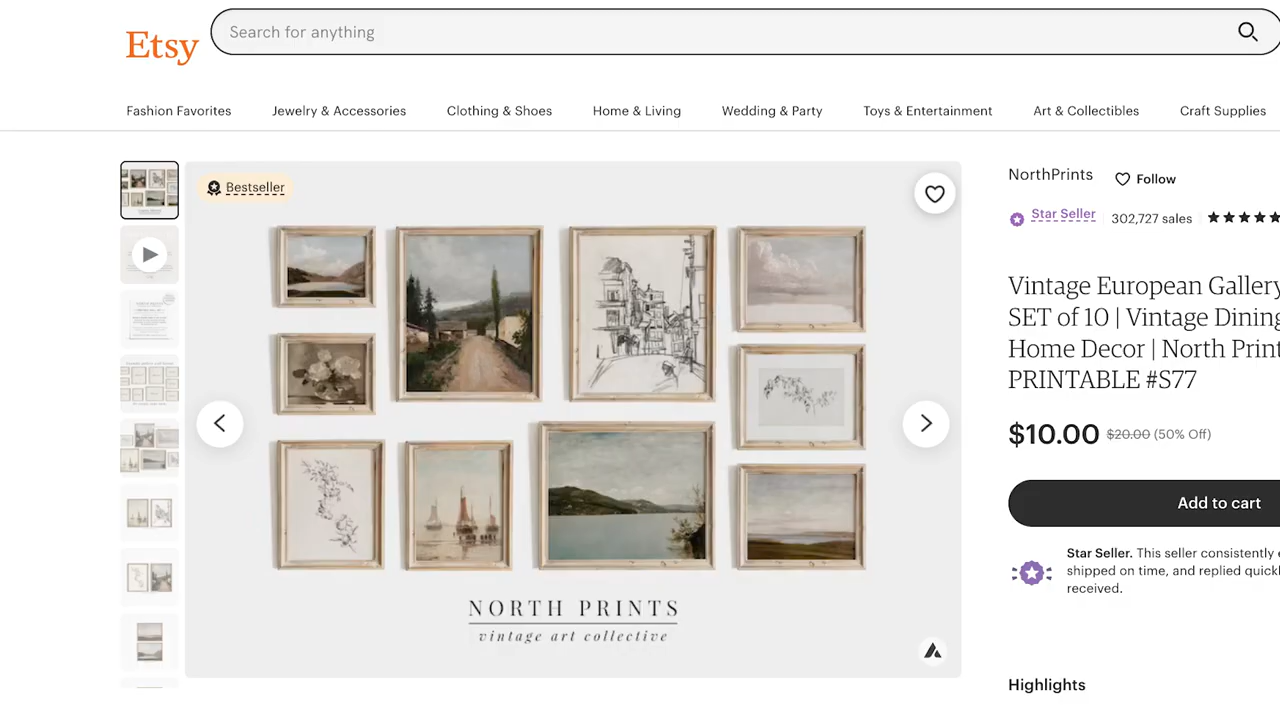 Etsy
Search for anything
Fashion Favorites
Jewelry & Accessories
Clothing & Shoes
Home & Living
Wedding & Party
Toys & Entertainment
Art & Collectibles
Craft Supplies
Bestseller
NORTH PRINTS
vintage art collective
NorthPrints
Follow
Star Seller
302,727 sales
Vintage European Gallery
SET of 10 | Vintage Dining
Home Decor | North Print
PRINTABLE #S77
$10.00 $20.00 (50% Off)
Add to cart
Star Seller. This seller consistently
shipped on time, and replied quickl
received.
Highlights